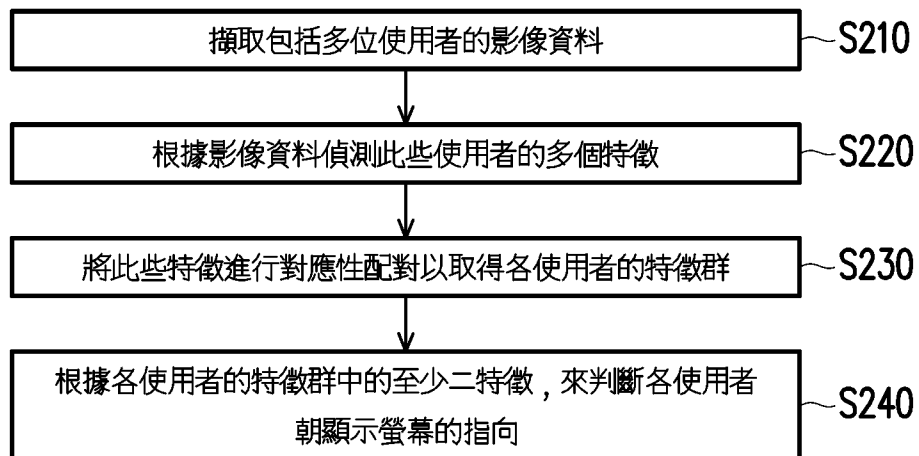 擷取包括多位使用者的影像資料
S210
根據影像資料偵測此些使用者的多個特徵
S220
將此些特徵進行對應性配對以取得各使用者的特徵群
S230
根據各使用者的特徵群中的至少二特徵，來判斷各使用者
朝顯示螢幕的指向
S240